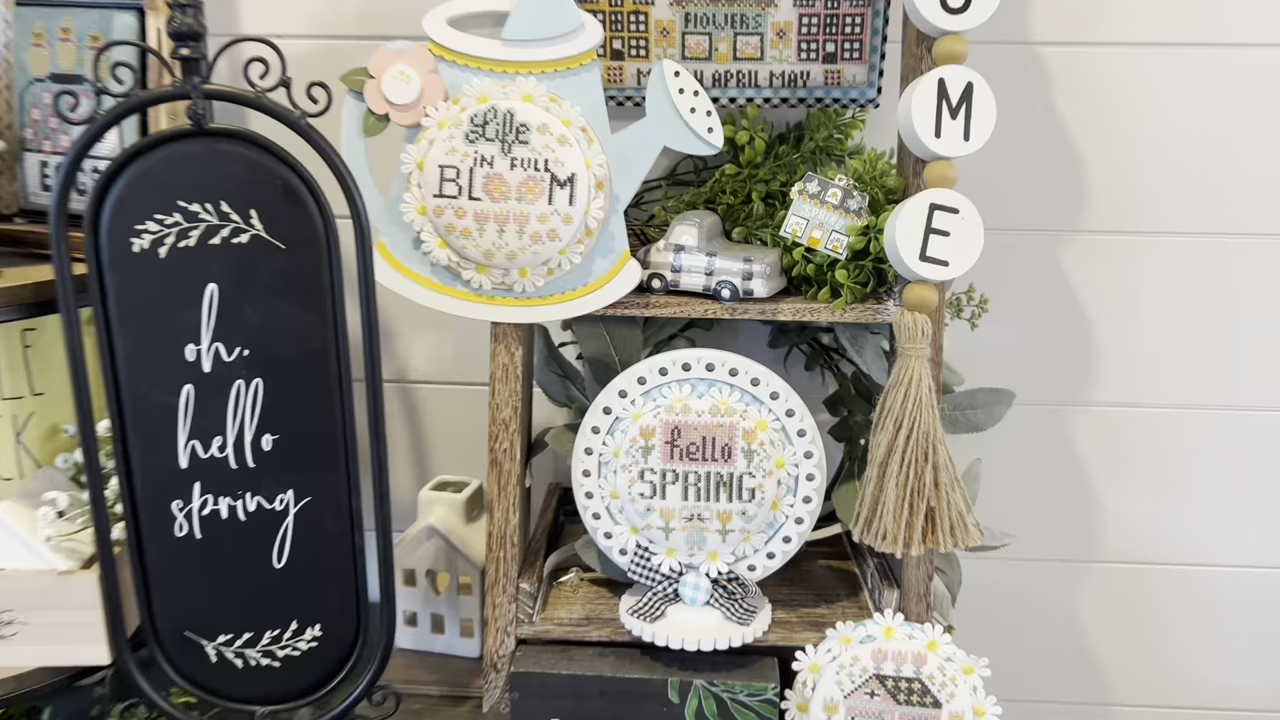 oh.
hello
spring
Life
IN FULL
BLOOM
FLOWERS
APRIL MAY
hello
SPRING
M
E